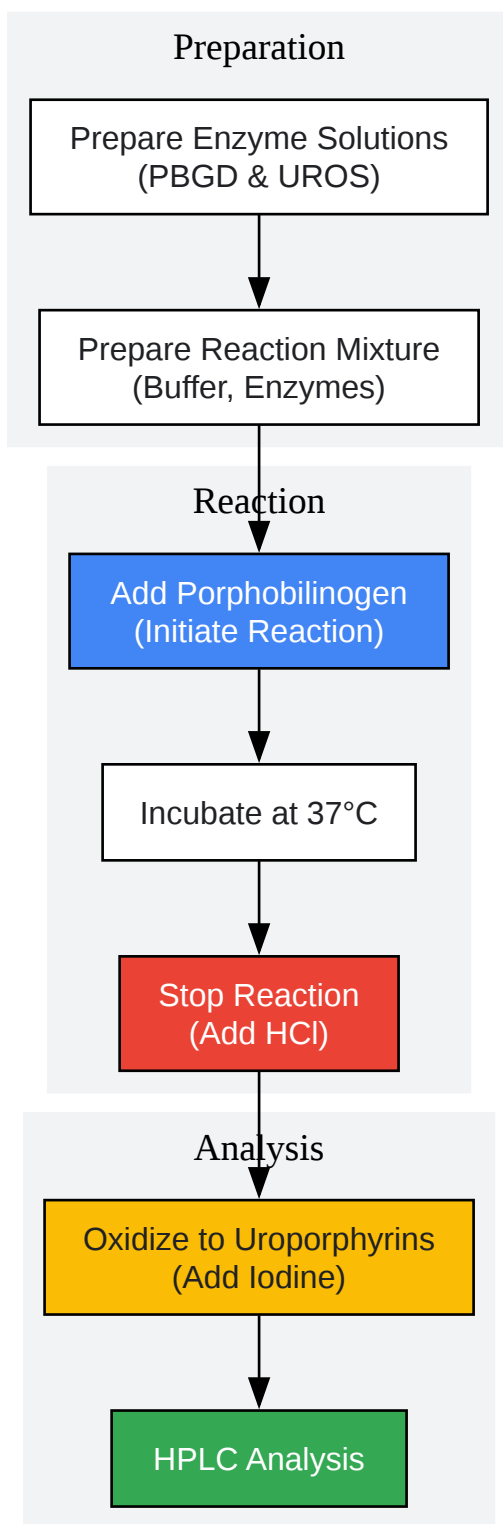 Preparation
Prepare Enzyme Solutions
(PBGD & UROS)
Prepare Reaction Mixture
(Buffer, Enzymes)
Reaction
Add Porphobilinogen
(Initiate Reaction)
Incubate at 37°C
Stop Reaction
(Add HCl)
Analysis
Oxidize to Uroporphyrins
(Add Iodine)
HPLC Analysis